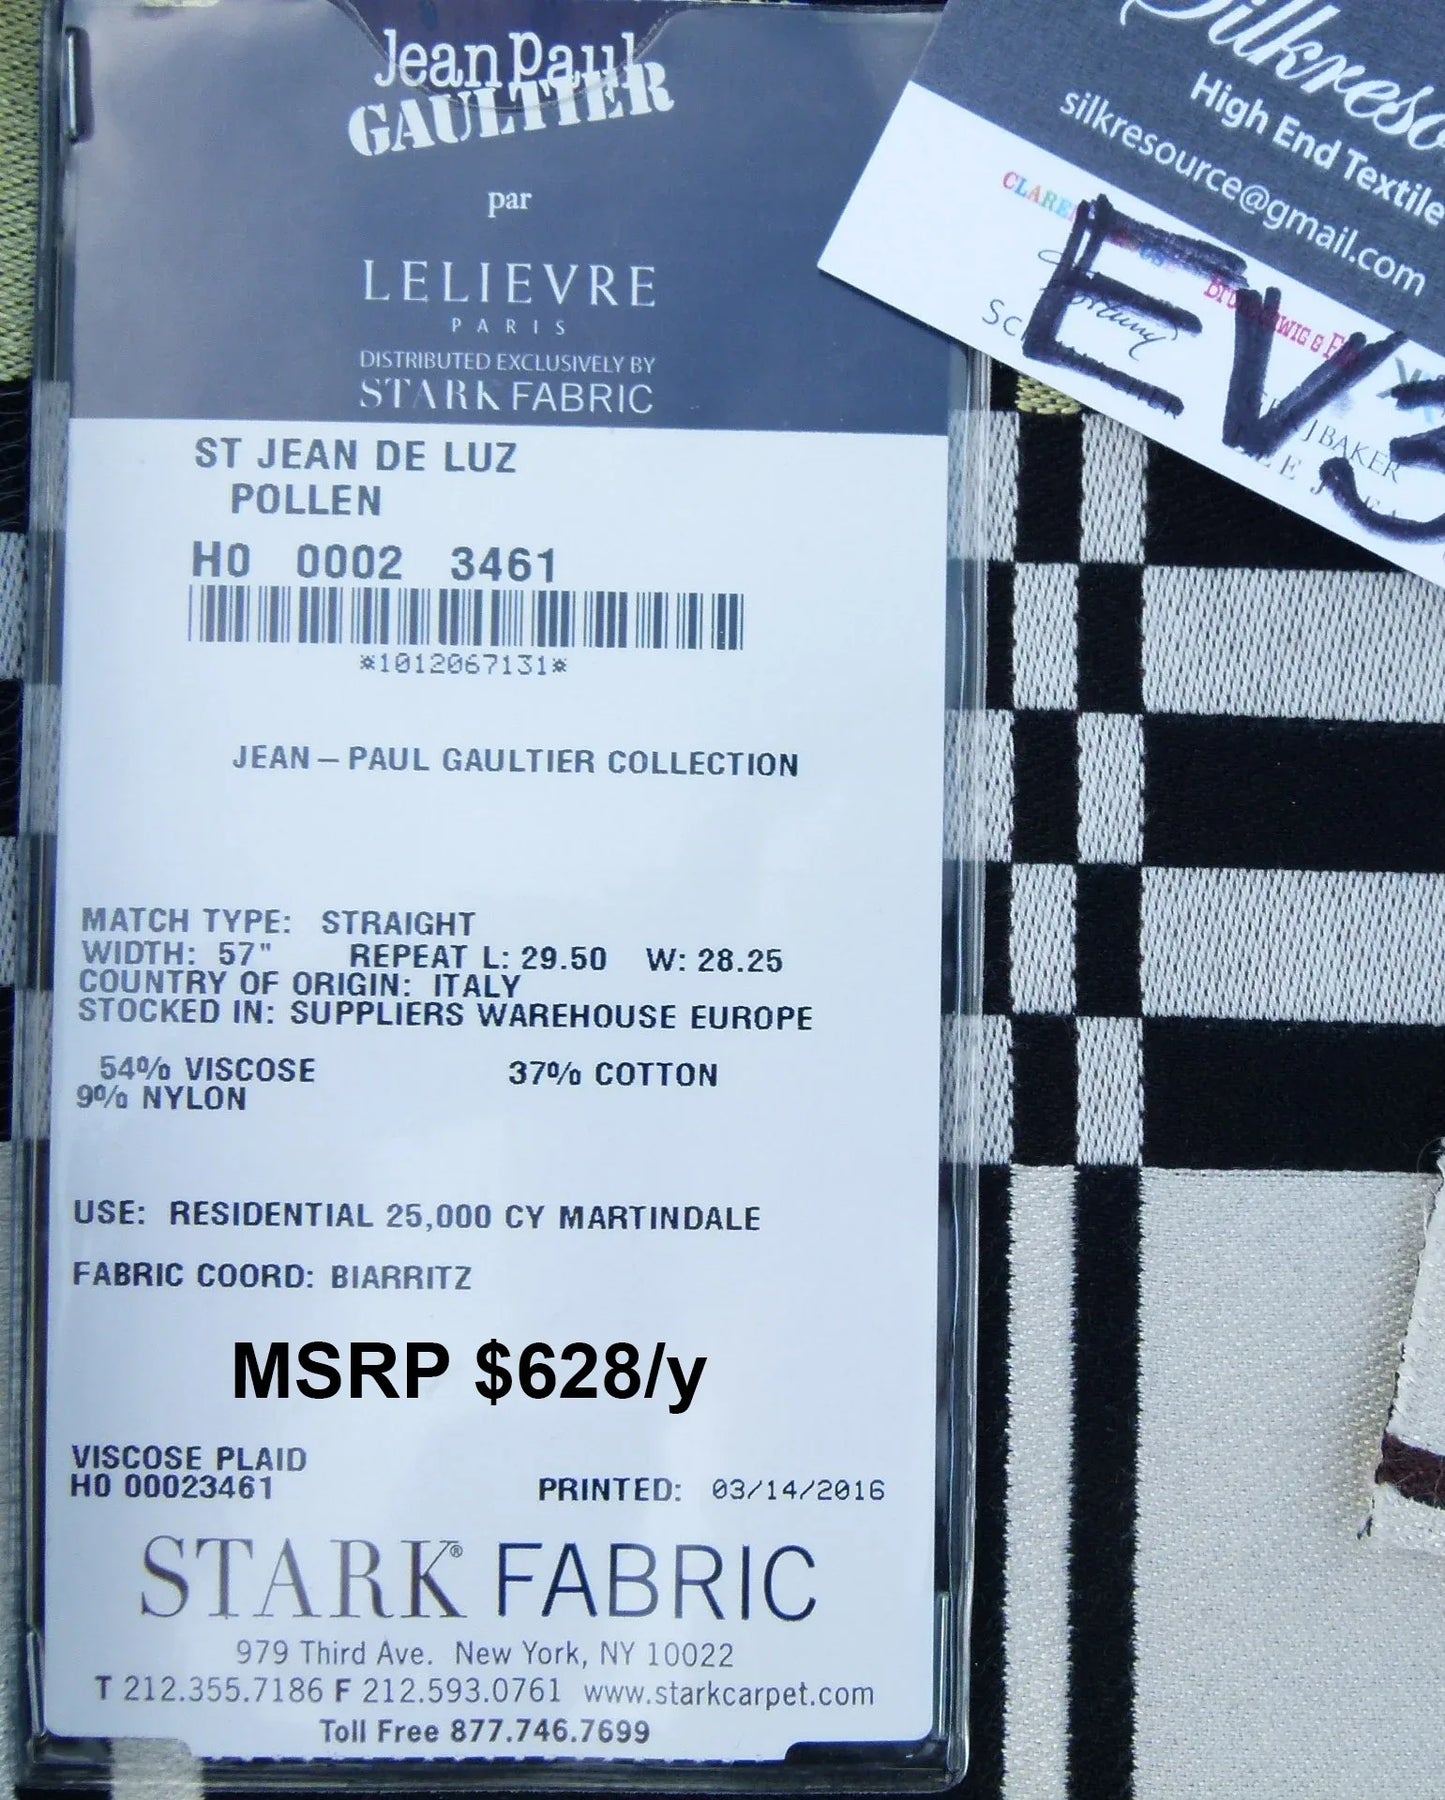 Jean Paul
GAULTIER
par
LELIEVRE
PARIS
DISTRIBUTED EXCLUSIVELY BY
STARK FABRIC
ST JEAN DE LUZ
POLLEN
H0 0002 3461
*1012067131*
JEAN-PAUL GAULTIER COLLECTION
MATCH TYPE: STRAIGHT
WIDTH: 57" REPEAT L: 29.50 W: 28.25
COUNTRY OF ORIGIN: ITALY
STOCKED IN: SUPPLIERS WAREHOUSE EUROPE
54% VISCOSE 37% COTTON
9% NYLON
USE: RESIDENTIAL 25,000 CY MARTINDALE
FABRIC COORD: BIARRITZ
MSRP $628/y
VISCOSE PLAID
H0 00023461 PRINTED: 03/14/2016
STARK® FABRIC
979 Third Ave. New York, NY 10022
T 212.355.7186 F 212.593.0761 www.starkcarpet.com
Toll Free 877.746.7699
High End Textile
silkresource@gmail.com
EV3
J BAKER